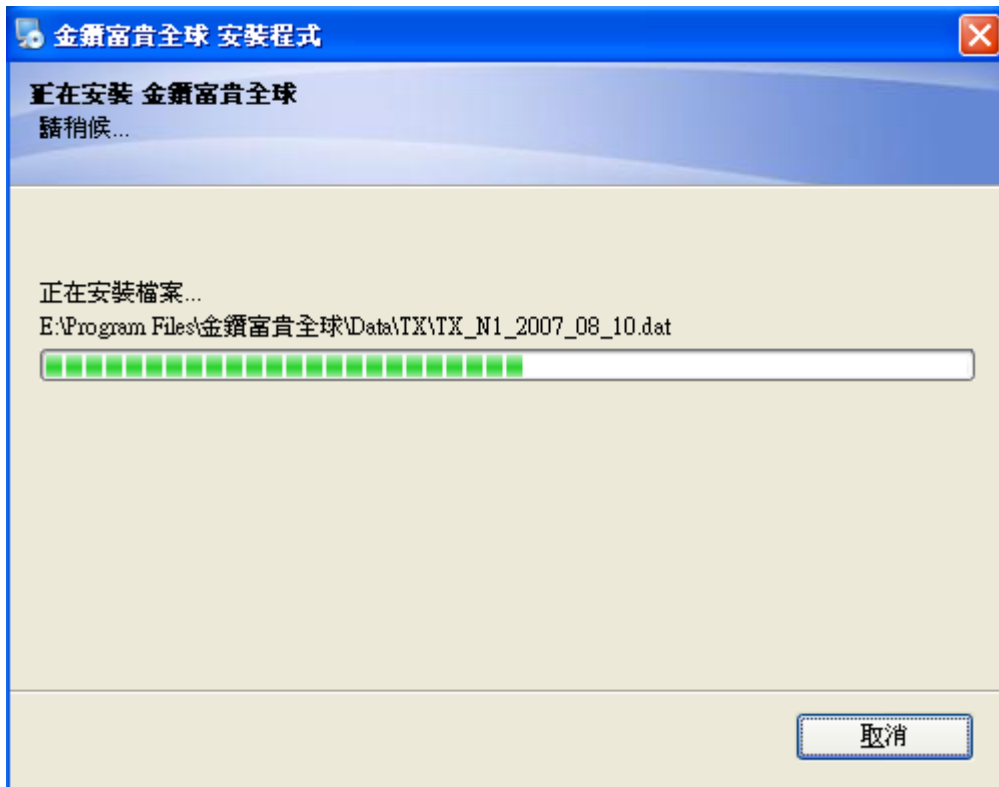 金鑽富貴全球 安裝程式
正在安裝 金鑽富貴全球
請稍候...
正在安裝檔案...
E:\Program Files\金鑽富貴全球\Data\TX\TX_N1_2007_08_10.dat
取消